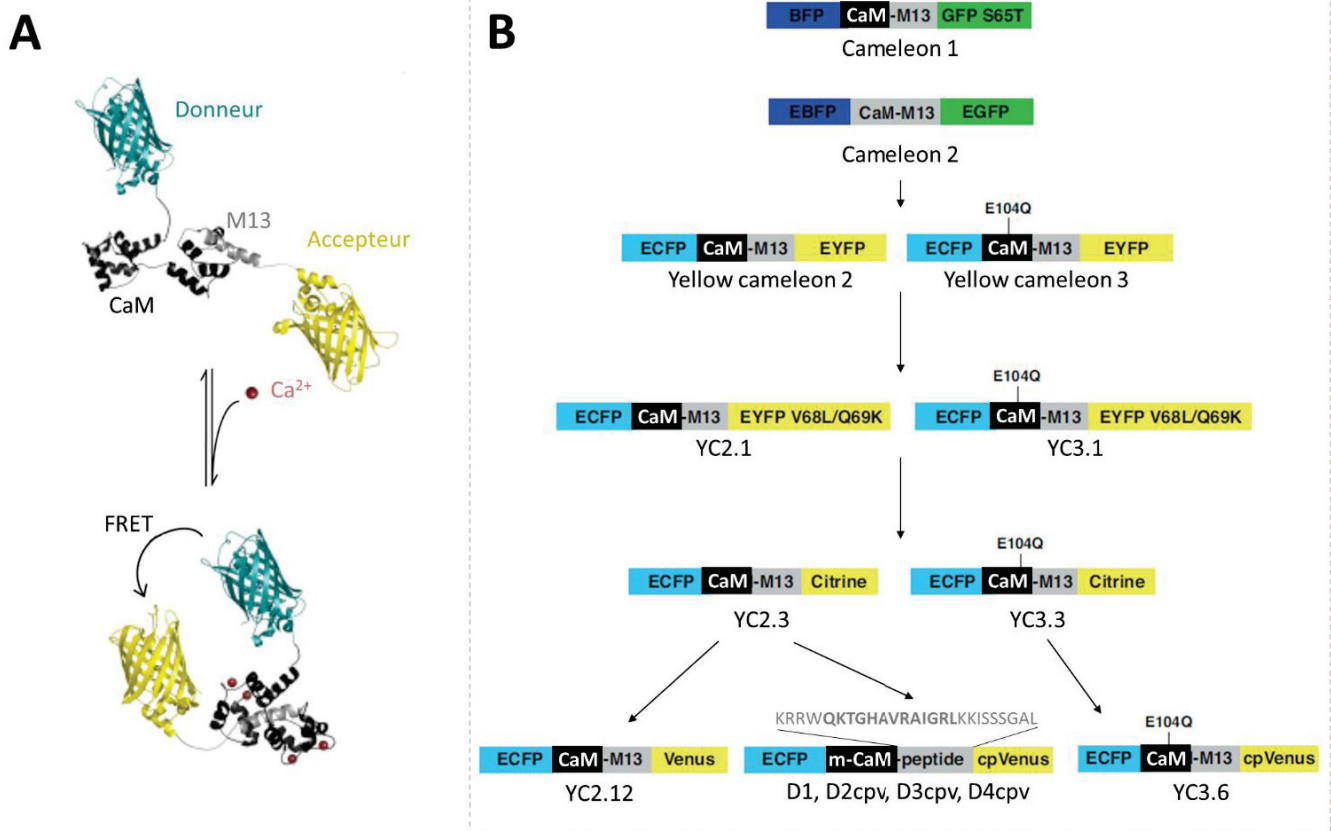 A
Donneur
M13
Accepteur
CaM
Ca²⁺
FRET
B
BFP CaM -M13 GFP S65T
Cameleon 1
EBFP CaM-M13 EGFP
Cameleon 2
E104Q
ECFP CaM -M13 EYFP ECFP CaM -M13 EYFP
Yellow cameleon 2 Yellow cameleon 3
E104Q
ECFP CaM -M13 EYFP V68L/Q69K ECFP CaM -M13 EYFP V68L/Q69K
YC2.1 YC3.1
E104Q
ECFP CaM -M13 Citrine ECFP CaM -M13 Citrine
YC2.3 YC3.3
KRRWQKTGHAVRAIGRLKKISSSGAL
E104Q
ECFP CaM -M13 Venus ECFP m-CaM -peptide cpVenus ECFP CaM -M13 cpVenus
YC2.12 D1, D2cpv, D3cpv, D4cpv YC3.6